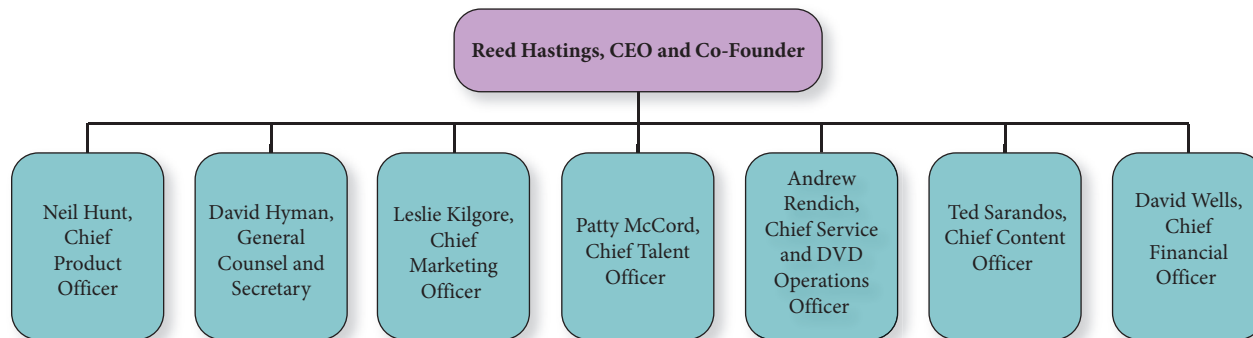 Reed Hastings, CEO and Co-Founder
Neil Hunt,
Chief
Product
Officer
David Hyman,
General
Counsel and
Secretary
Leslie Kilgore,
Chief
Marketing
Officer
Patty McCord,
Chief Talent
Officer
Andrew
Rendich,
Chief Service
and DVD
Operations
Officer
Ted Sarandos,
Chief Content
Officer
David Wells,
Chief
Financial
Officer